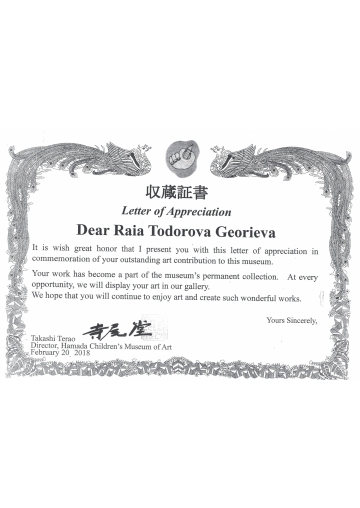 収蔵証書
Letter of Appreciation
Dear Raia Todorova Georieva
It is wish great honor that I present you with this letter of appreciation in
commemoration of your outstanding art contribution to this museum.
Your work has become a part of the museum's permanent collection. At every
opportunity, we will display your art in our gallery.
We hope that you will continue to enjoy art and create such wonderful works.
Yours Sincerely,
Takashi Terao
Director, Hamada Children's Museum of Art
February 20 2018